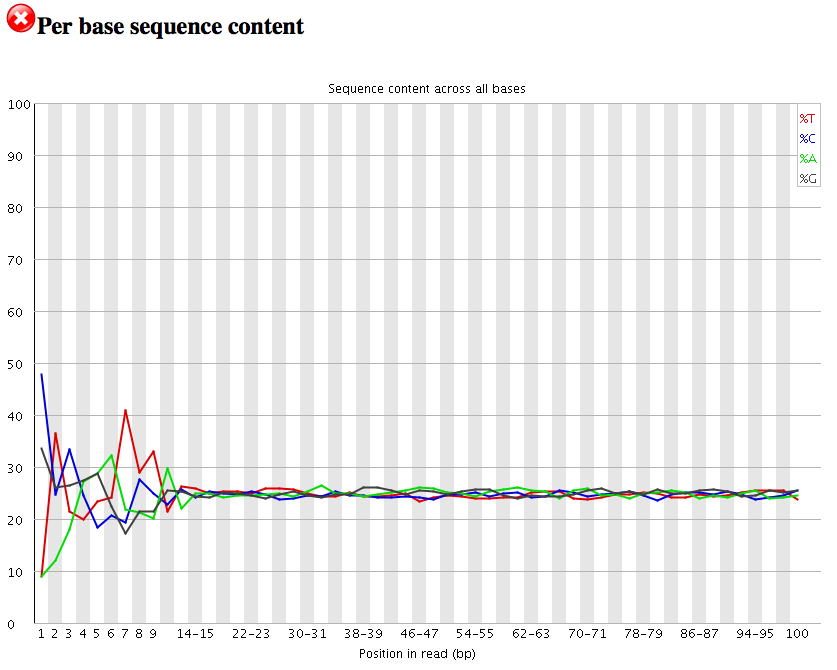 Per base sequence content
Sequence content across all bases
%T
%C
%A
%G
100
90
80
70
60
50
40
30
20
10
0
1 2 3 4 5 6 7 8 9 14-15 22-23 30-31 38-39 46-47 54-55 62-63 70-71 78-79 86-87 94-95 100
Position in read (bp)